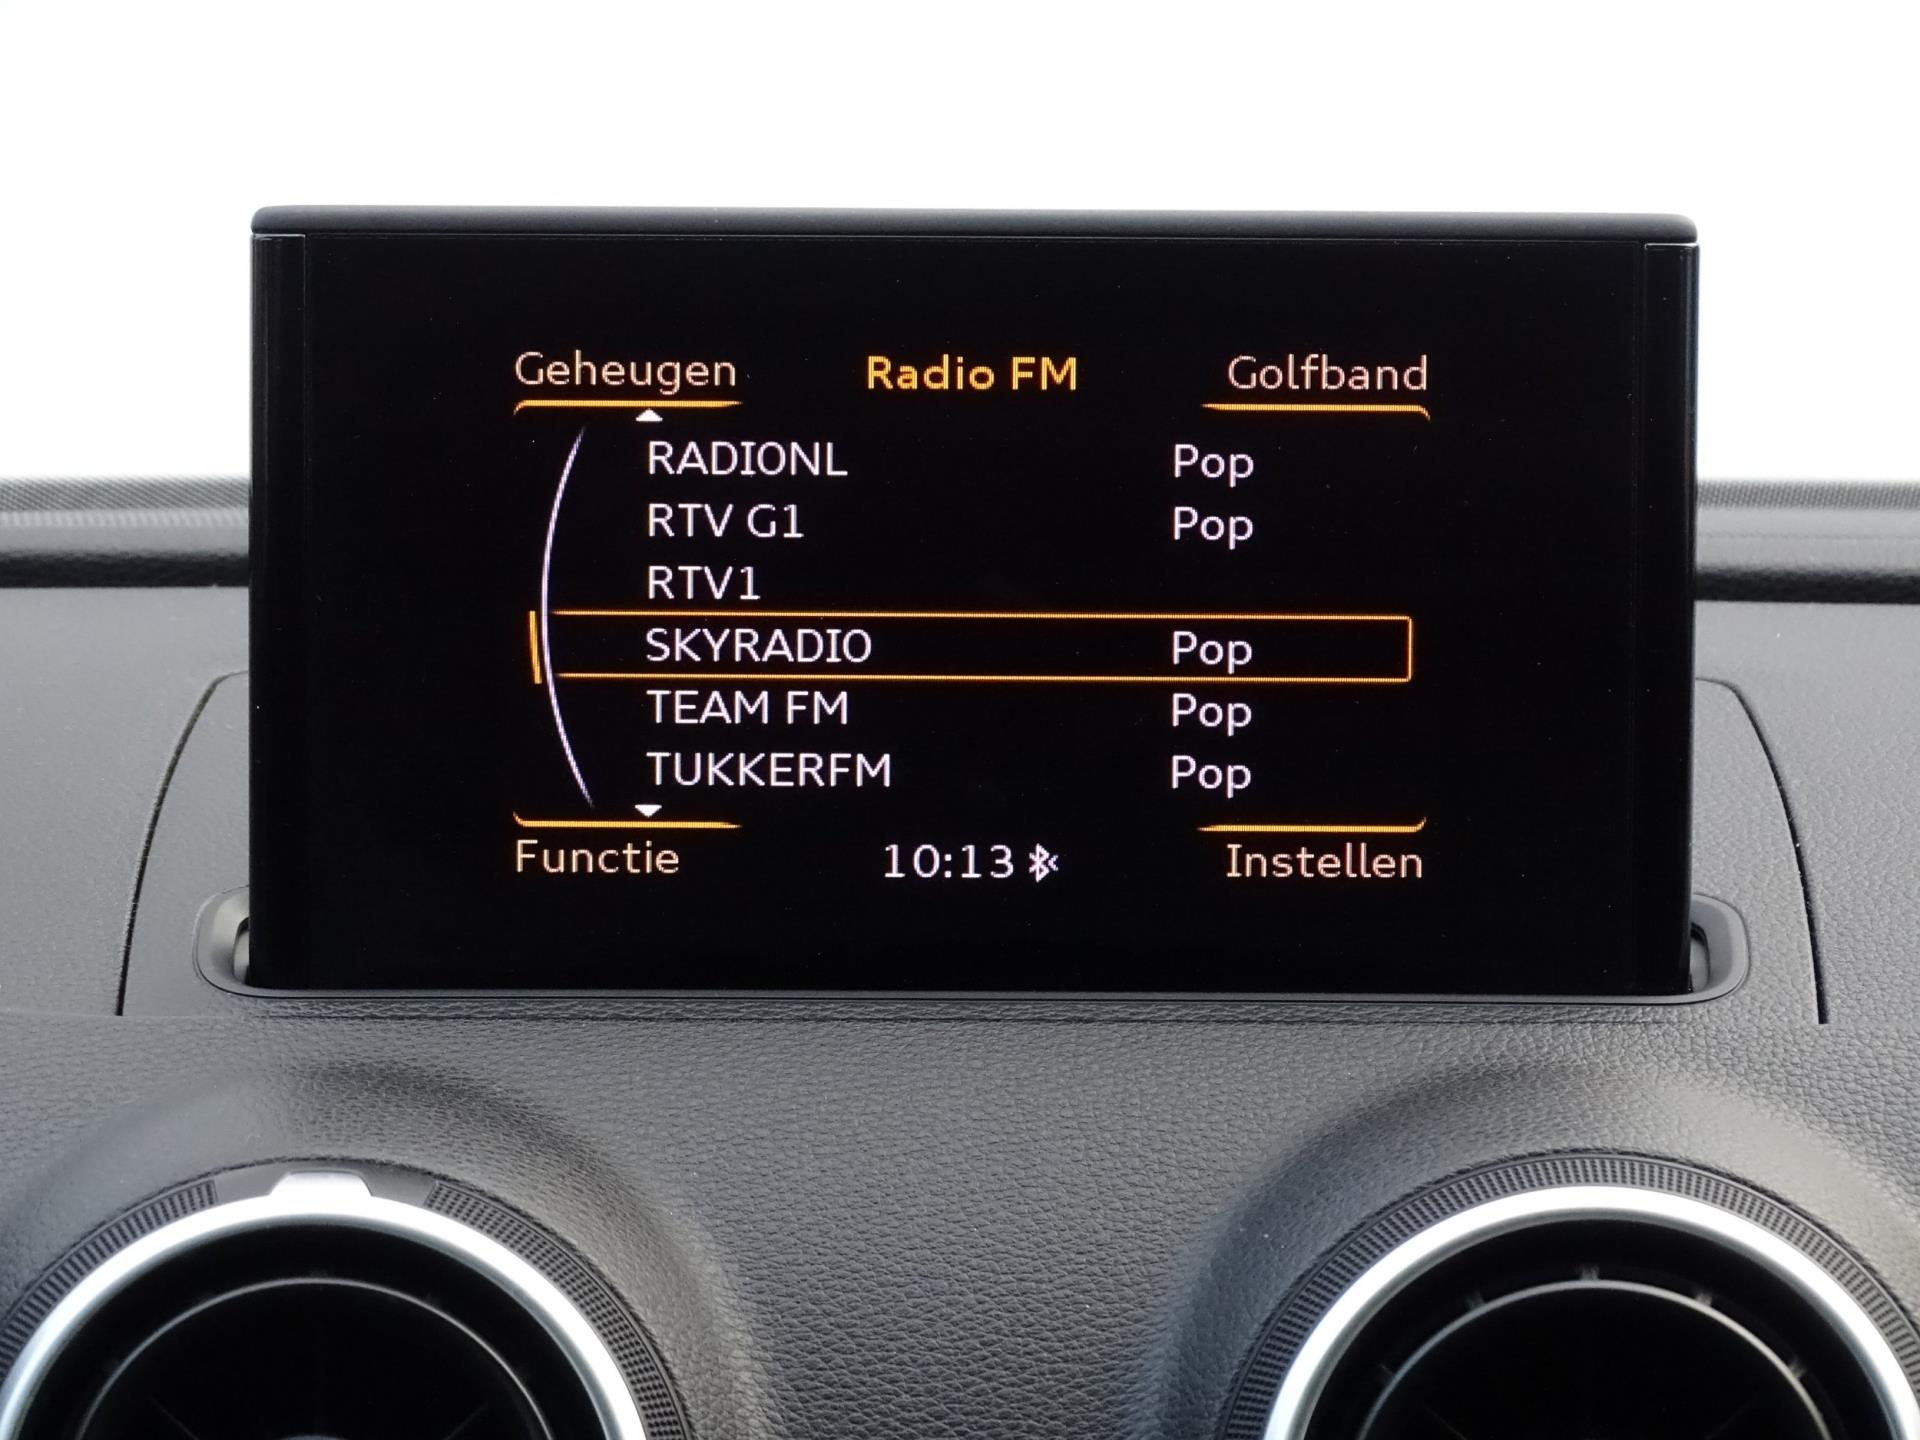 Geheugen Radio FM Golfband
RADIONL Pop
RTV G1 Pop
RTV1
SKYRADIO Pop
TEAM FM Pop
TUKKERFM Pop
Functie 10:13 Instellen